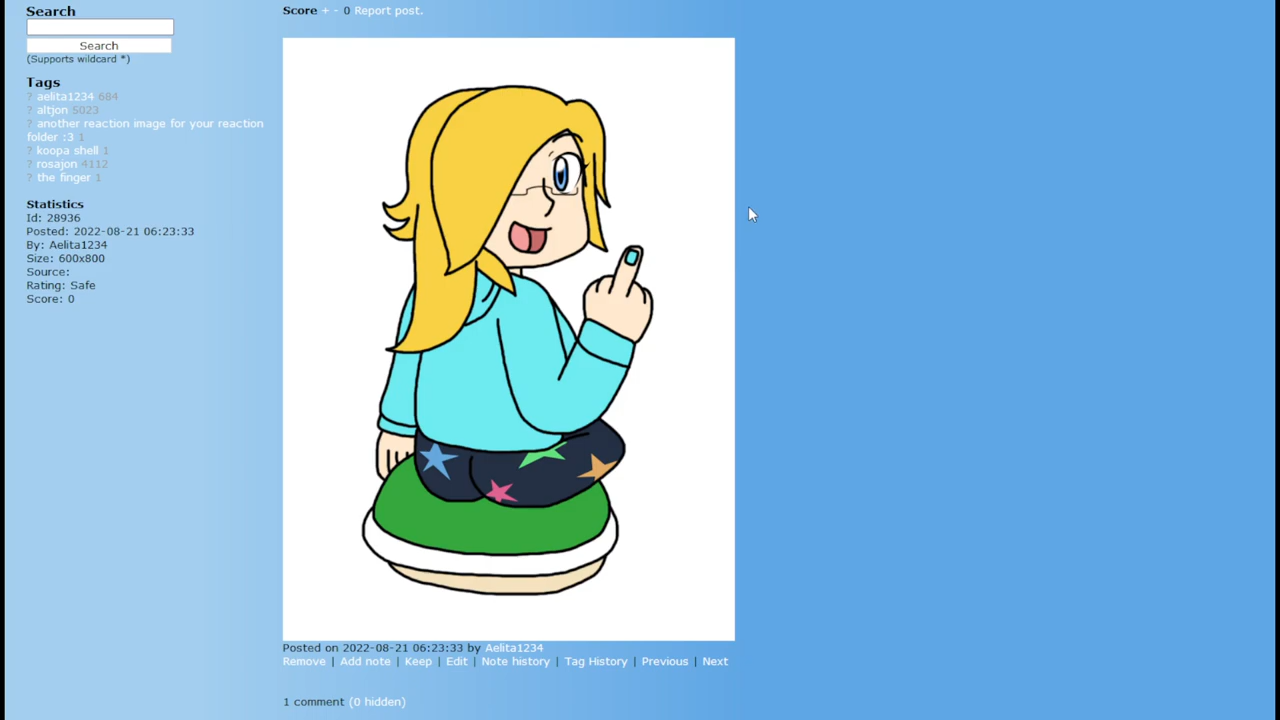 Search
Search
(Supports wildcard *)
Tags
? aelita1234 684
? altjon 5023
? another reaction image for your reaction
folder :3 1
? koopa shell 1
? rosajon 4112
? the finger 1
Statistics
Id: 28936
Posted: 2022-08-21 06:23:33
By: Aelita1234
Size: 600x800
Source:
Rating: Safe
Score: 0
Score + - 0 Report post.
Posted on 2022-08-21 06:23:33 by Aelita1234
Remove | Add note | Keep | Edit | Note history | Tag History | Previous | Next
1 comment (0 hidden)